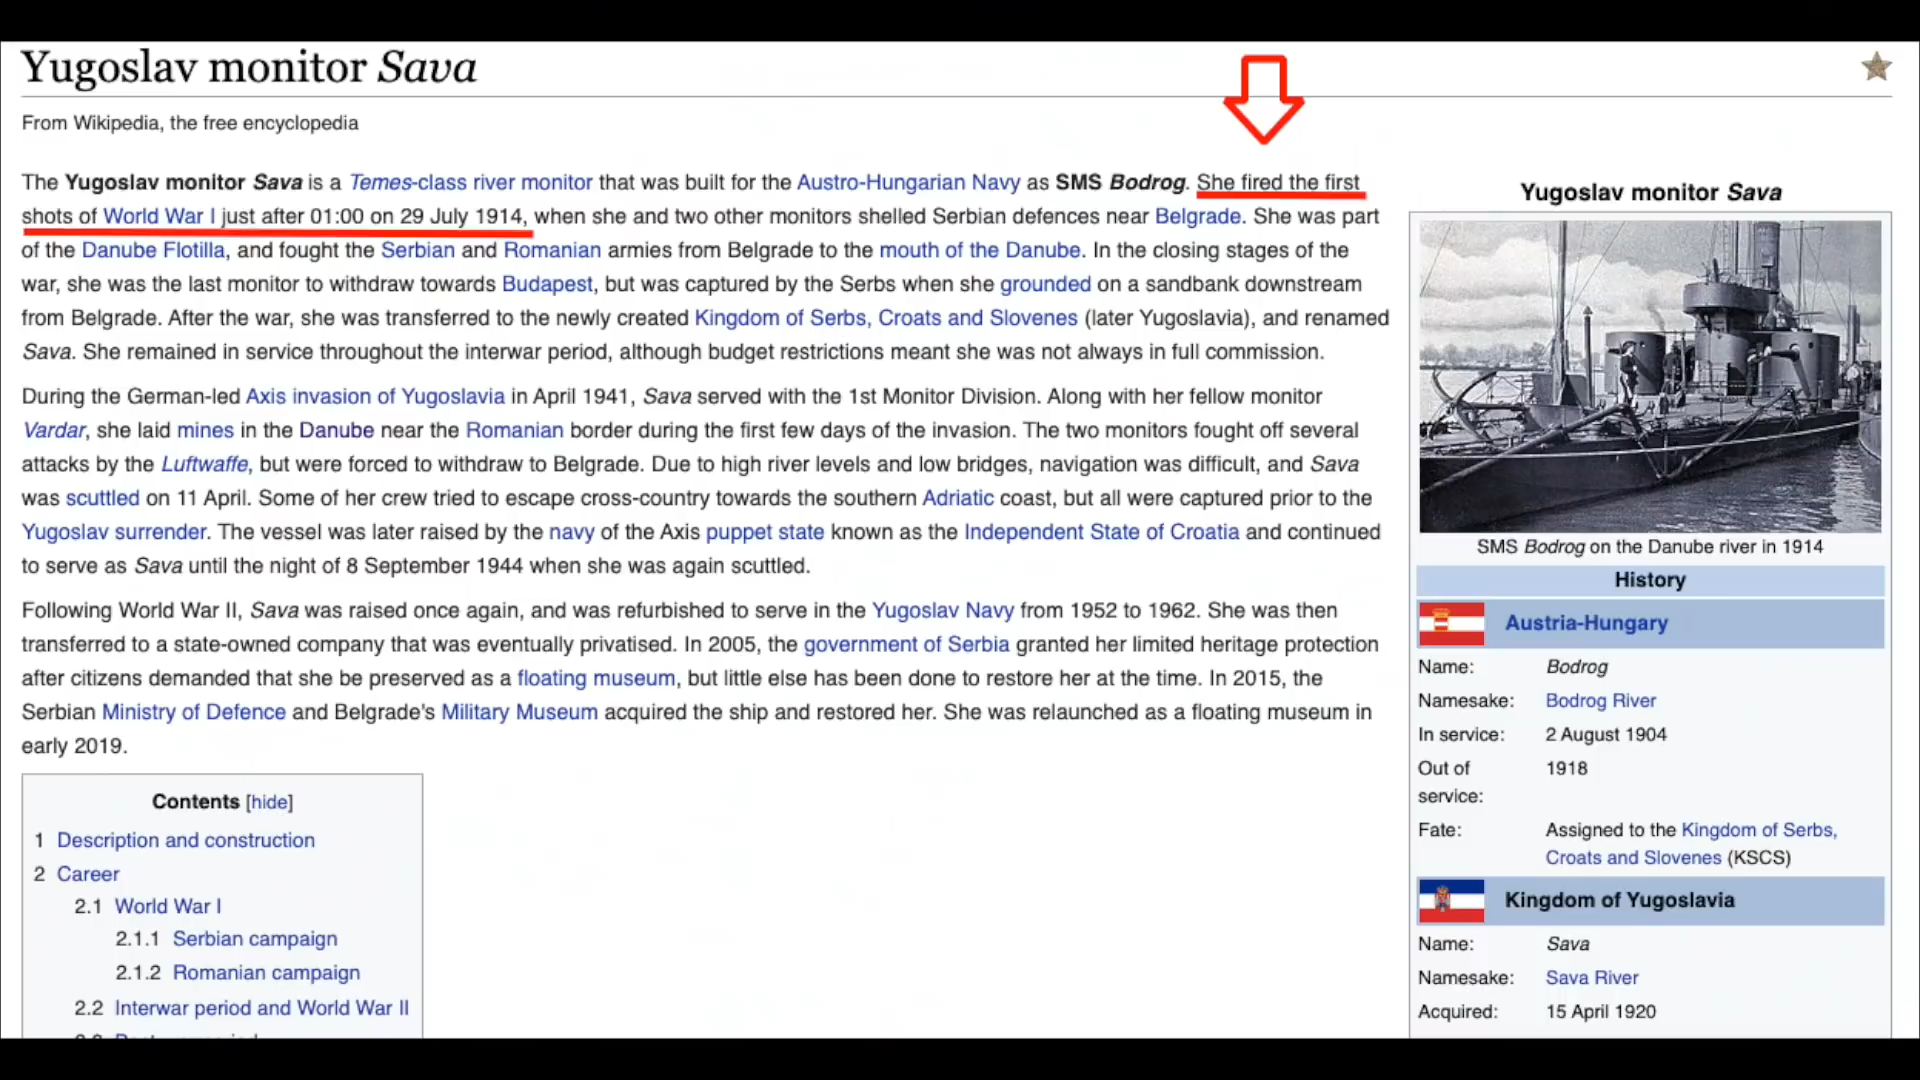 Yugoslav monitor Sava
From Wikipedia, the free encyclopedia
The Yugoslav monitor Sava is a Temes-class river monitor that was built for the Austro-Hungarian Navy as SMS Bodrog. She fired the first
shots of World War I just after 01:00 on 29 July 1914, when she and two other monitors shelled Serbian defences near Belgrade. She was part
of the Danube Flotilla, and fought the Serbian and Romanian armies from Belgrade to the mouth of the Danube. In the closing stages of the
war, she was the last monitor to withdraw towards Budapest, but was captured by the Serbs when she grounded on a sandbank downstream
from Belgrade. After the war, she was transferred to the newly created Kingdom of Serbs, Croats and Slovenes (later Yugoslavia), and renamed
Sava. She remained in service throughout the interwar period, although budget restrictions meant she was not always in full commission.
During the German-led Axis invasion of Yugoslavia in April 1941, Sava served with the 1st Monitor Division. Along with her fellow monitor
Vardar, she laid mines in the Danube near the Romanian border during the first few days of the invasion. The two monitors fought off several
attacks by the Luftwaffe, but were forced to withdraw to Belgrade. Due to high river levels and low bridges, navigation was difficult, and Sava
was scuttled on 11 April. Some of her crew tried to escape cross-country towards the southern Adriatic coast, but all were captured prior to the
Yugoslav surrender. The vessel was later raised by the navy of the Axis puppet state known as the Independent State of Croatia and continued
to serve as Sava until the night of 8 September 1944 when she was again scuttled.
Following World War II, Sava was raised once again, and was refurbished to serve in the Yugoslav Navy from 1952 to 1962. She was then
transferred to a state-owned company that was eventually privatised. In 2005, the government of Serbia granted her limited heritage protection
after citizens demanded that she be preserved as a floating museum, but little else has been done to restore her at the time. In 2015, the
Serbian Ministry of Defence and Belgrade's Military Museum acquired the ship and restored her. She was relaunched as a floating museum in
early 2019.
Contents [hide]
1 Description and construction
2 Career
2.1 World War I
2.1.1 Serbian campaign
2.1.2 Romanian campaign
2.2 Interwar period and World War II
Yugoslav monitor Sava
SMS Bodrog on the Danube river in 1914
History
Austria-Hungary
Name: Bodrog
Namesake: Bodrog River
In service: 2 August 1904
Out of service: 1918
Fate: Assigned to the Kingdom of Serbs,
Croats and Slovenes (KSCS)
Kingdom of Yugoslavia
Name: Sava
Namesake: Sava River
Acquired: 15 April 1920